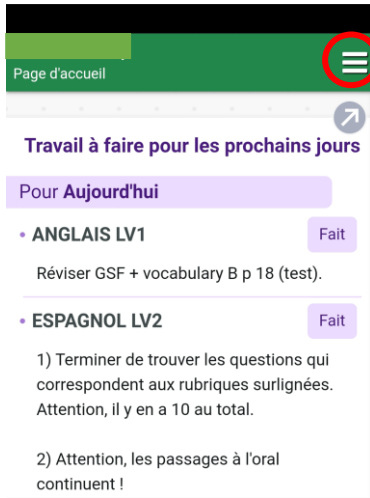 Page d'accueil
Travail à faire pour les prochains jours
Pour Aujourd'hui
• ANGLAIS LV1 Fait
Réviser GSF + vocabulary B p 18 (test).
• ESPAGNOL LV2 Fait
1) Terminer de trouver les questions qui
correspondent aux rubriques surlignées.
Attention, il y en a 10 au total.
2) Attention, les passages à l'oral
continuent !